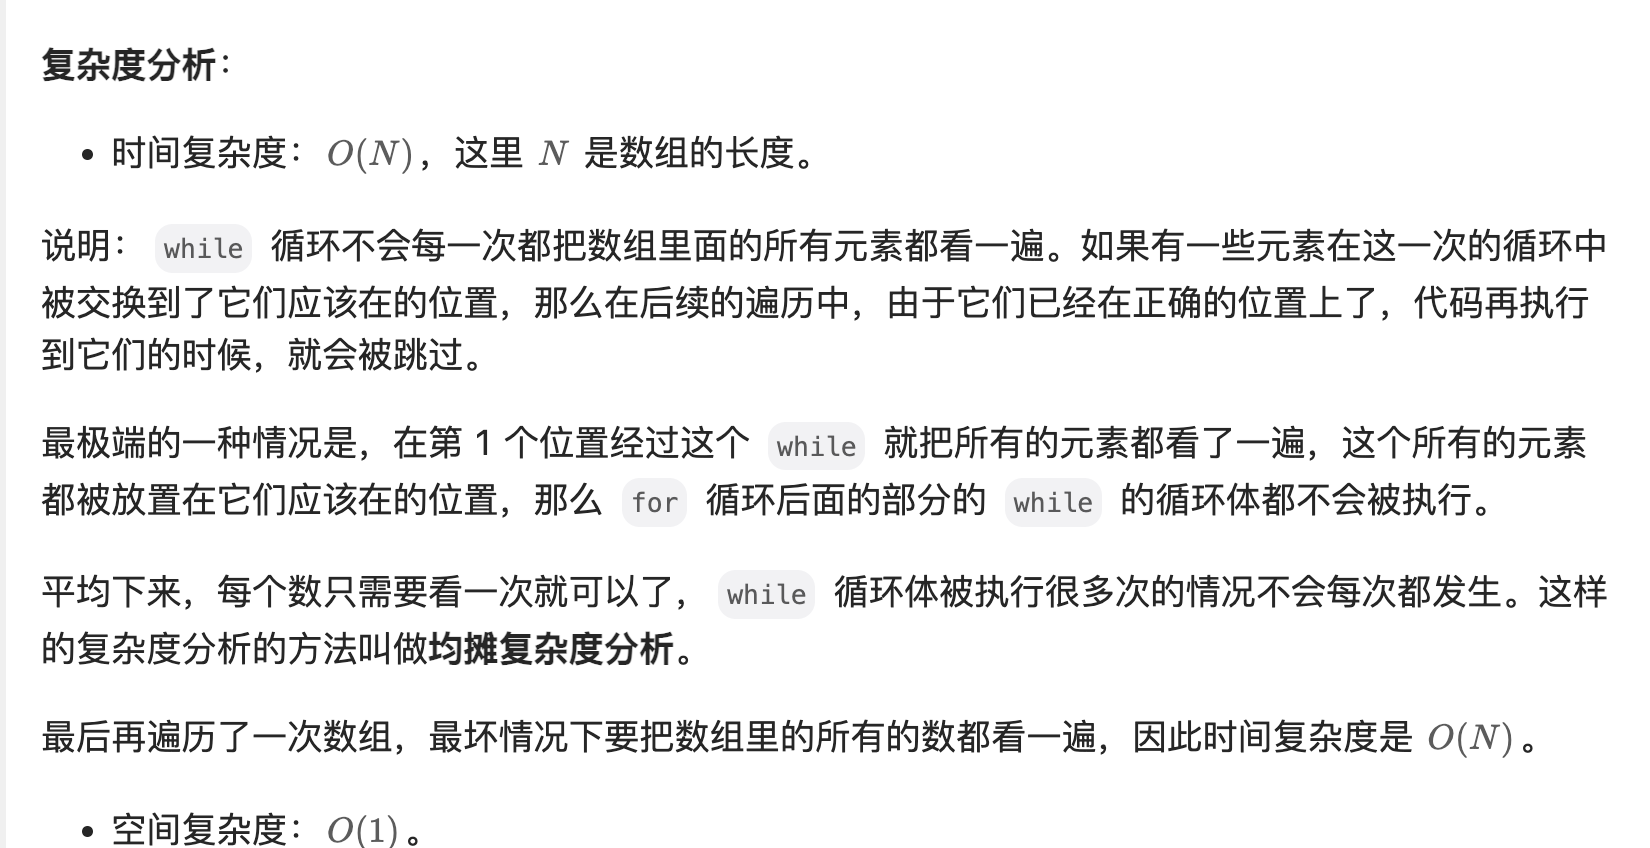 复杂度分析：
• 时间复杂度：O(N)，这里 N 是数组的长度。
说明： while 循环不会每一次都把数组里面的所有元素都看一遍。如果有一些元素在这一次的循环中
被交换到了它们应该在的位置，那么在后续的遍历中，由于它们已经在正确的位置上了，代码再执行
到它们的时候，就会被跳过。
最极端的一种情况是，在第 1 个位置经过这个 while 就把所有的元素都看了一遍，这个所有的元素
都被放置在它们应该在的位置，那么 for 循环后面的部分的 while 的循环体都不会被执行。
平均下来，每个数只需要看一次就可以了， while 循环体被执行很多次的情况不会每次都发生。这样
的复杂度分析的方法叫做均摊复杂度分析。
最后再遍历了一次数组，最坏情况下要把数组里的所有的数都看一遍，因此时间复杂度是 O(N)。
• 空间复杂度：O(1)。